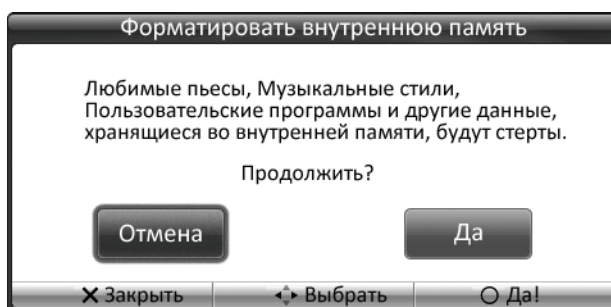 Форматировать внутреннюю память
Любимые пьесы, Музыкальные стили,
Пользовательские программы и другие данные,
хранящиеся во внутренней памяти, будут стерты.
Продолжить?
Отмена Да
Закрыть Выбрать Да!